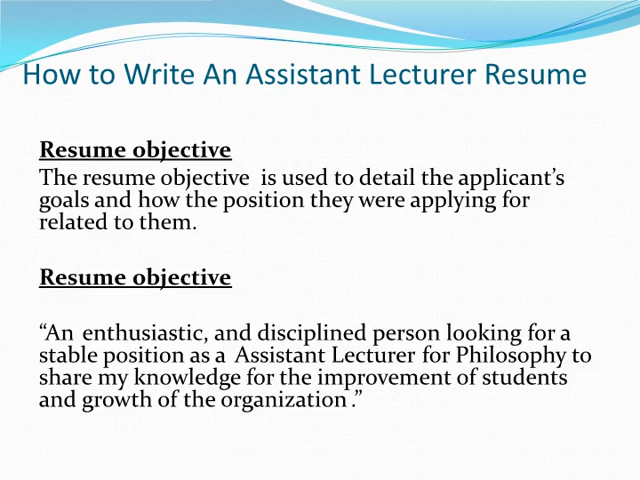 How to Write An Assistant Lecturer Resume
Resume objective
The resume objective  is used to detail the applicant’s
goals and how the position they were applying for
related to them.
Resume objective
“An enthusiastic, and disciplined person looking for a
stable position as a  Assistant Lecturer for Philosophy to
share my knowledge for the improvement of students
and growth of the organization .”